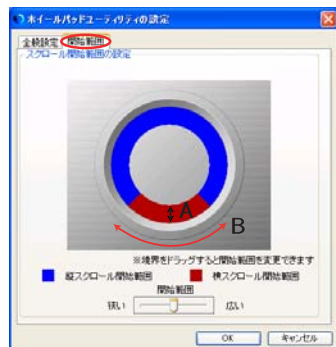 ホイールパッドユーティリティの設定
全般設定 開始範囲
スクロール開始範囲の設定
A
B
※境界をドラッグすると開始範囲を変更できます
縦スクロール開始範囲 横スクロール開始範囲
開始範囲
狭い 広い
OK キャンセル